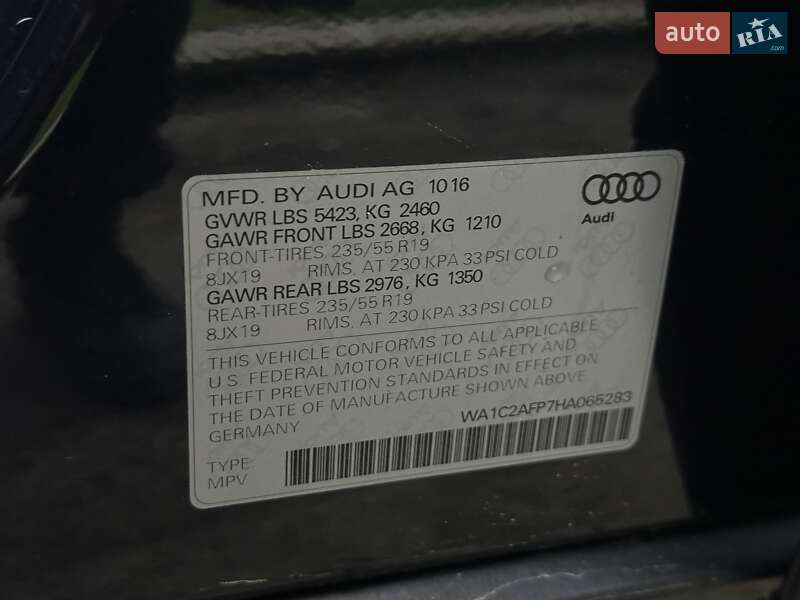 auto RIA.com
MFD. BY AUDI AG 1016
GVWR LBS 5423, KG 2460
GAWR FRONT LBS 2668, KG 1210
FRONT-TIRES 235/55 R19
8JX19 RIMS, AT 230 KPA 33 PSI COLD
GAWR REAR LBS 2976, KG 1350
REAR-TIRES 235/55 R19
8JX19 RIMS, AT 230 KPA 33 PSI COLD
Audi
THIS VEHICLE CONFORMS TO ALL APPLICABLE
U.S. FEDERAL MOTOR VEHICLE SAFETY AND
THEFT PREVENTION STANDARDS IN EFFECT ON
THE DATE OF MANUFACTURE SHOWN ABOVE
GERMANY
WA1C2AFP7HA065283
TYPE:
MPV